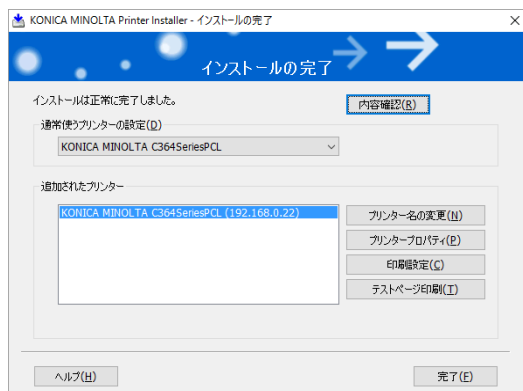 KONICA MINOLTA Printer Installer - インストールの完了
インストールの完了
インストールは正常に完了しました。
内容確認(R)
通常使うプリンターの設定(D)
KONICA MINOLTA C364SeriesPCL
追加されたプリンター
KONICA MINOLTA C364SeriesPCL (192.168.0.22)
プリンター名の変更(N)
プリンタープロパティ(P)
印刷設定(C)
テストページ印刷(T)
ヘルプ(H)
完了(F)